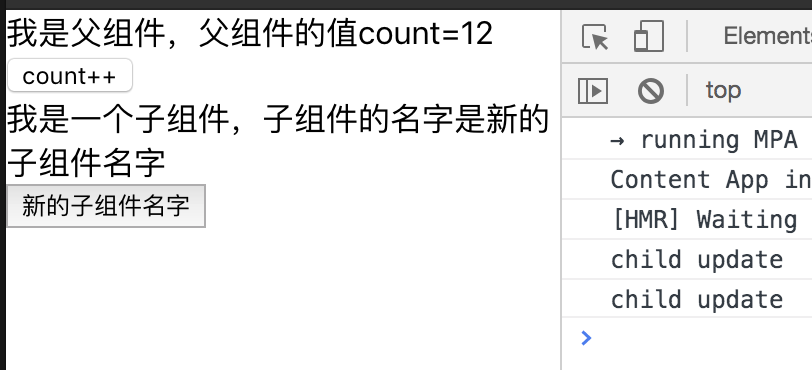 我是父组件，父组件的值count=12
count++
我是一个子组件，子组件的名字是新的
子组件名字
新的子组件名字
Elements
top
→ running MPA
Content App in
[HMR] Waiting
child update
child update